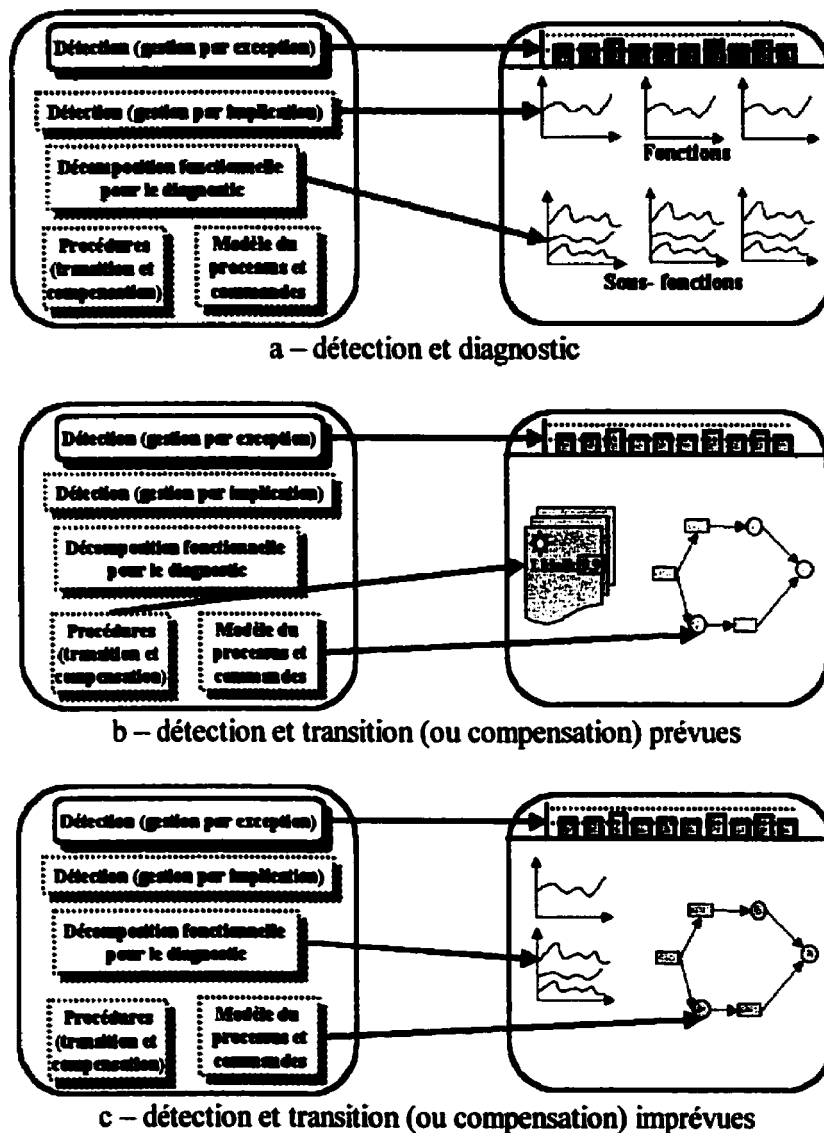 Détection (gestion par exception)
Détection (gestion par implication)
Décomposition fonctionnelle
pour le diagnostic
Procédures
(transition et
compensation)
Modèle du
processus et
commandes
Fonctions
Sous- fonctions
a – détection et diagnostic
Détection (gestion par exception)
Détection (gestion par implication)
Décomposition fonctionnelle
pour le diagnostic
Procédures
(transition et
compensation)
Modèle du
processus et
commandes
b – détection et transition (ou compensation) prévues
Détection (gestion par exception)
Détection (gestion par implication)
Décomposition fonctionnelle
pour le diagnostic
Procédures
(transition et
compensation)
Modèle du
processus et
commandes
c – détection et transition (ou compensation) imprévues